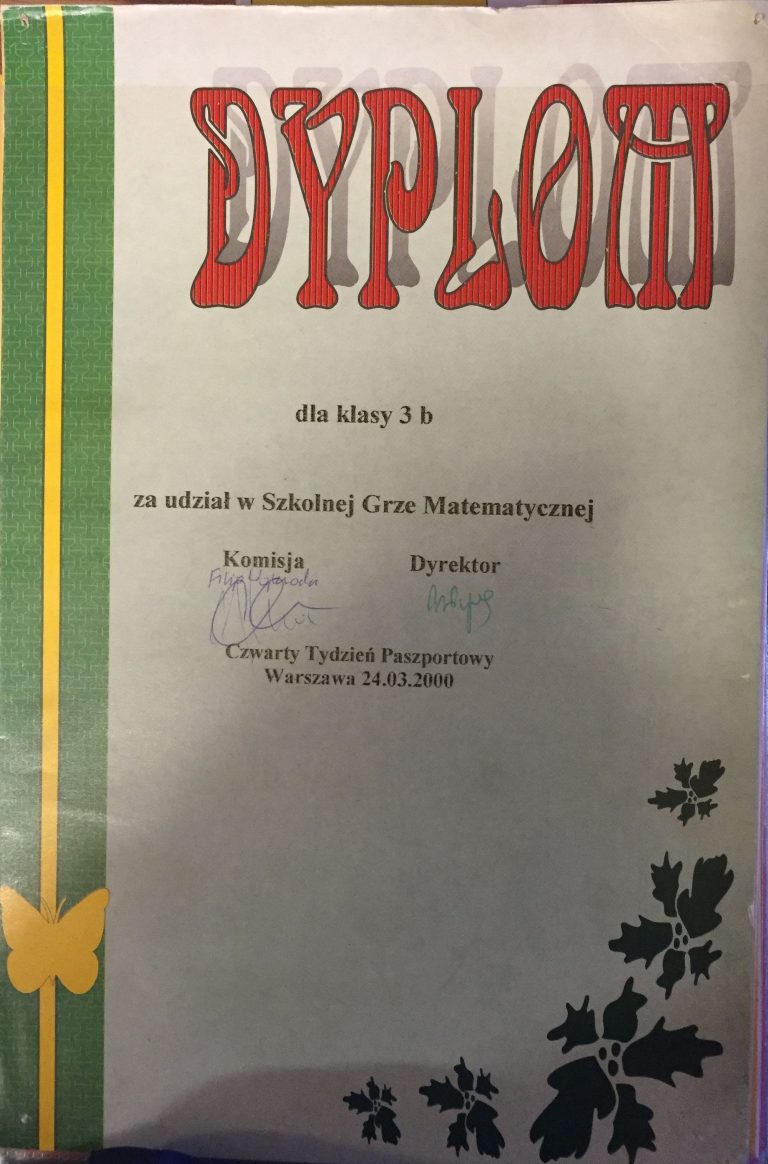 DYPLOM
dla klasy 3 b
za udział w Szkolnej Grze Matematycznej
Komisja Dyrektor
Czwarty Tydzień Paszportowy
Warszawa 24.03.2000